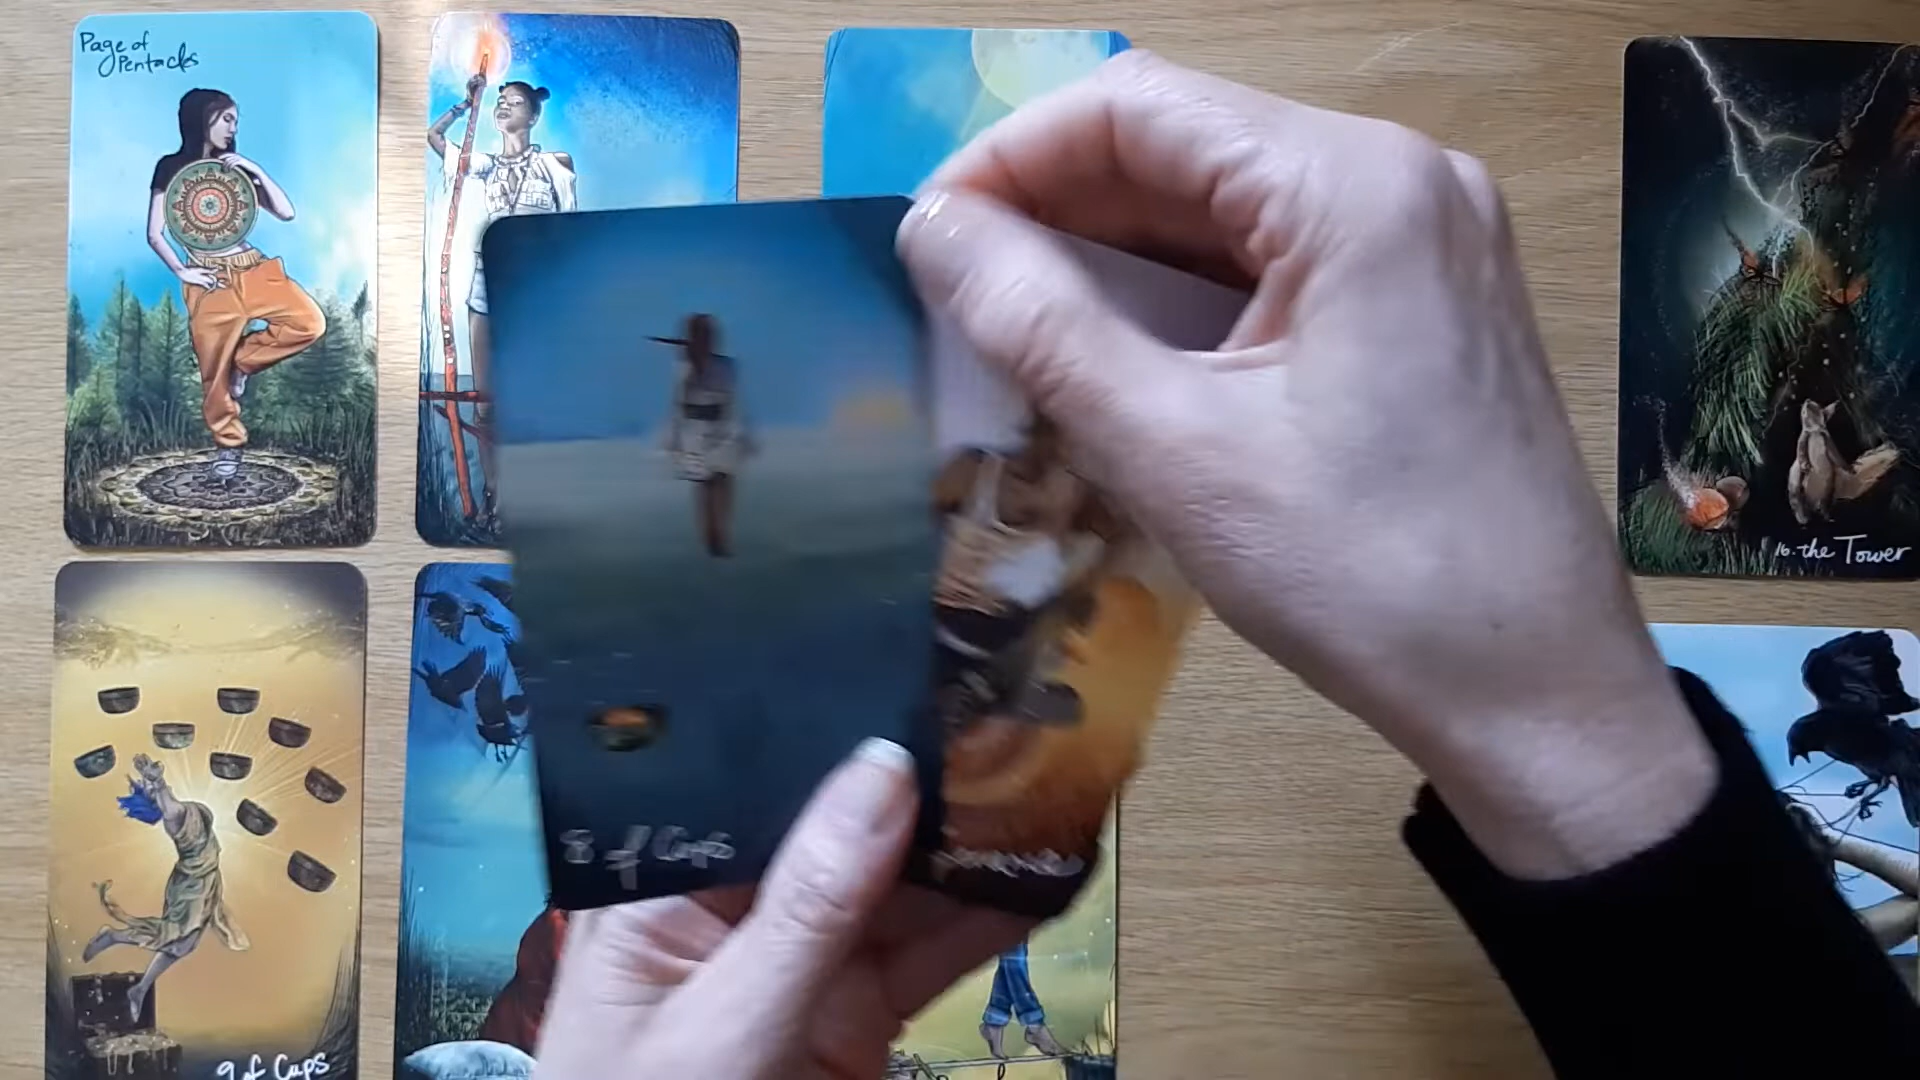 Page of
Pentacles
16. the Tower
8 of Cups
9 of Cups